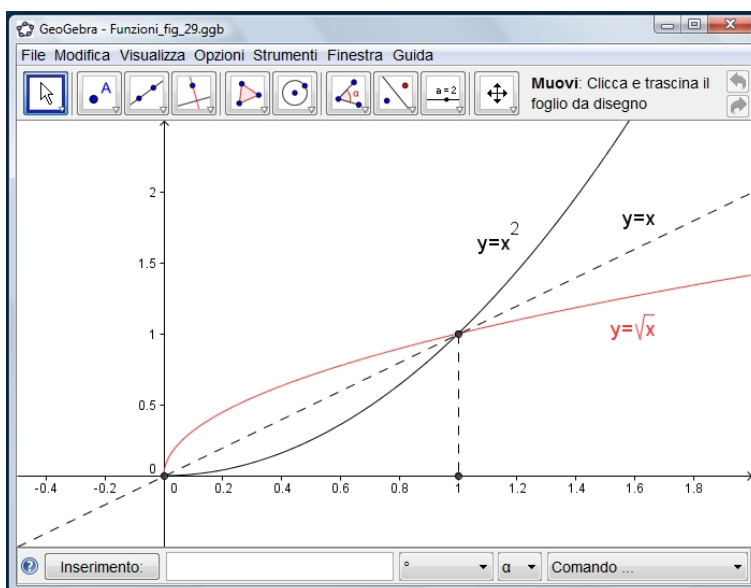 GeoGebra - Funzioni_fig_29.ggb
File Modifica Visualizza Opzioni Strumenti Finestra Guida
A
α
a = 2
Muovi: Clicca e trascina il
foglio da disegno
2
1.5
1
0.5
0
y=x²
y=x
y=√x
-0.4 -0.2 0 0.2 0.4 0.6 0.8 1 1.2 1.4 1.6 1.8
Inserimento: ° α Comando ...